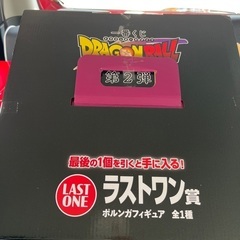 一番くじ
DRAGON BALL
第2弾
最後の1個を引くと手に入る!
LAST
ONE
ラストワン賞
ポルンガフィギュア 全1種